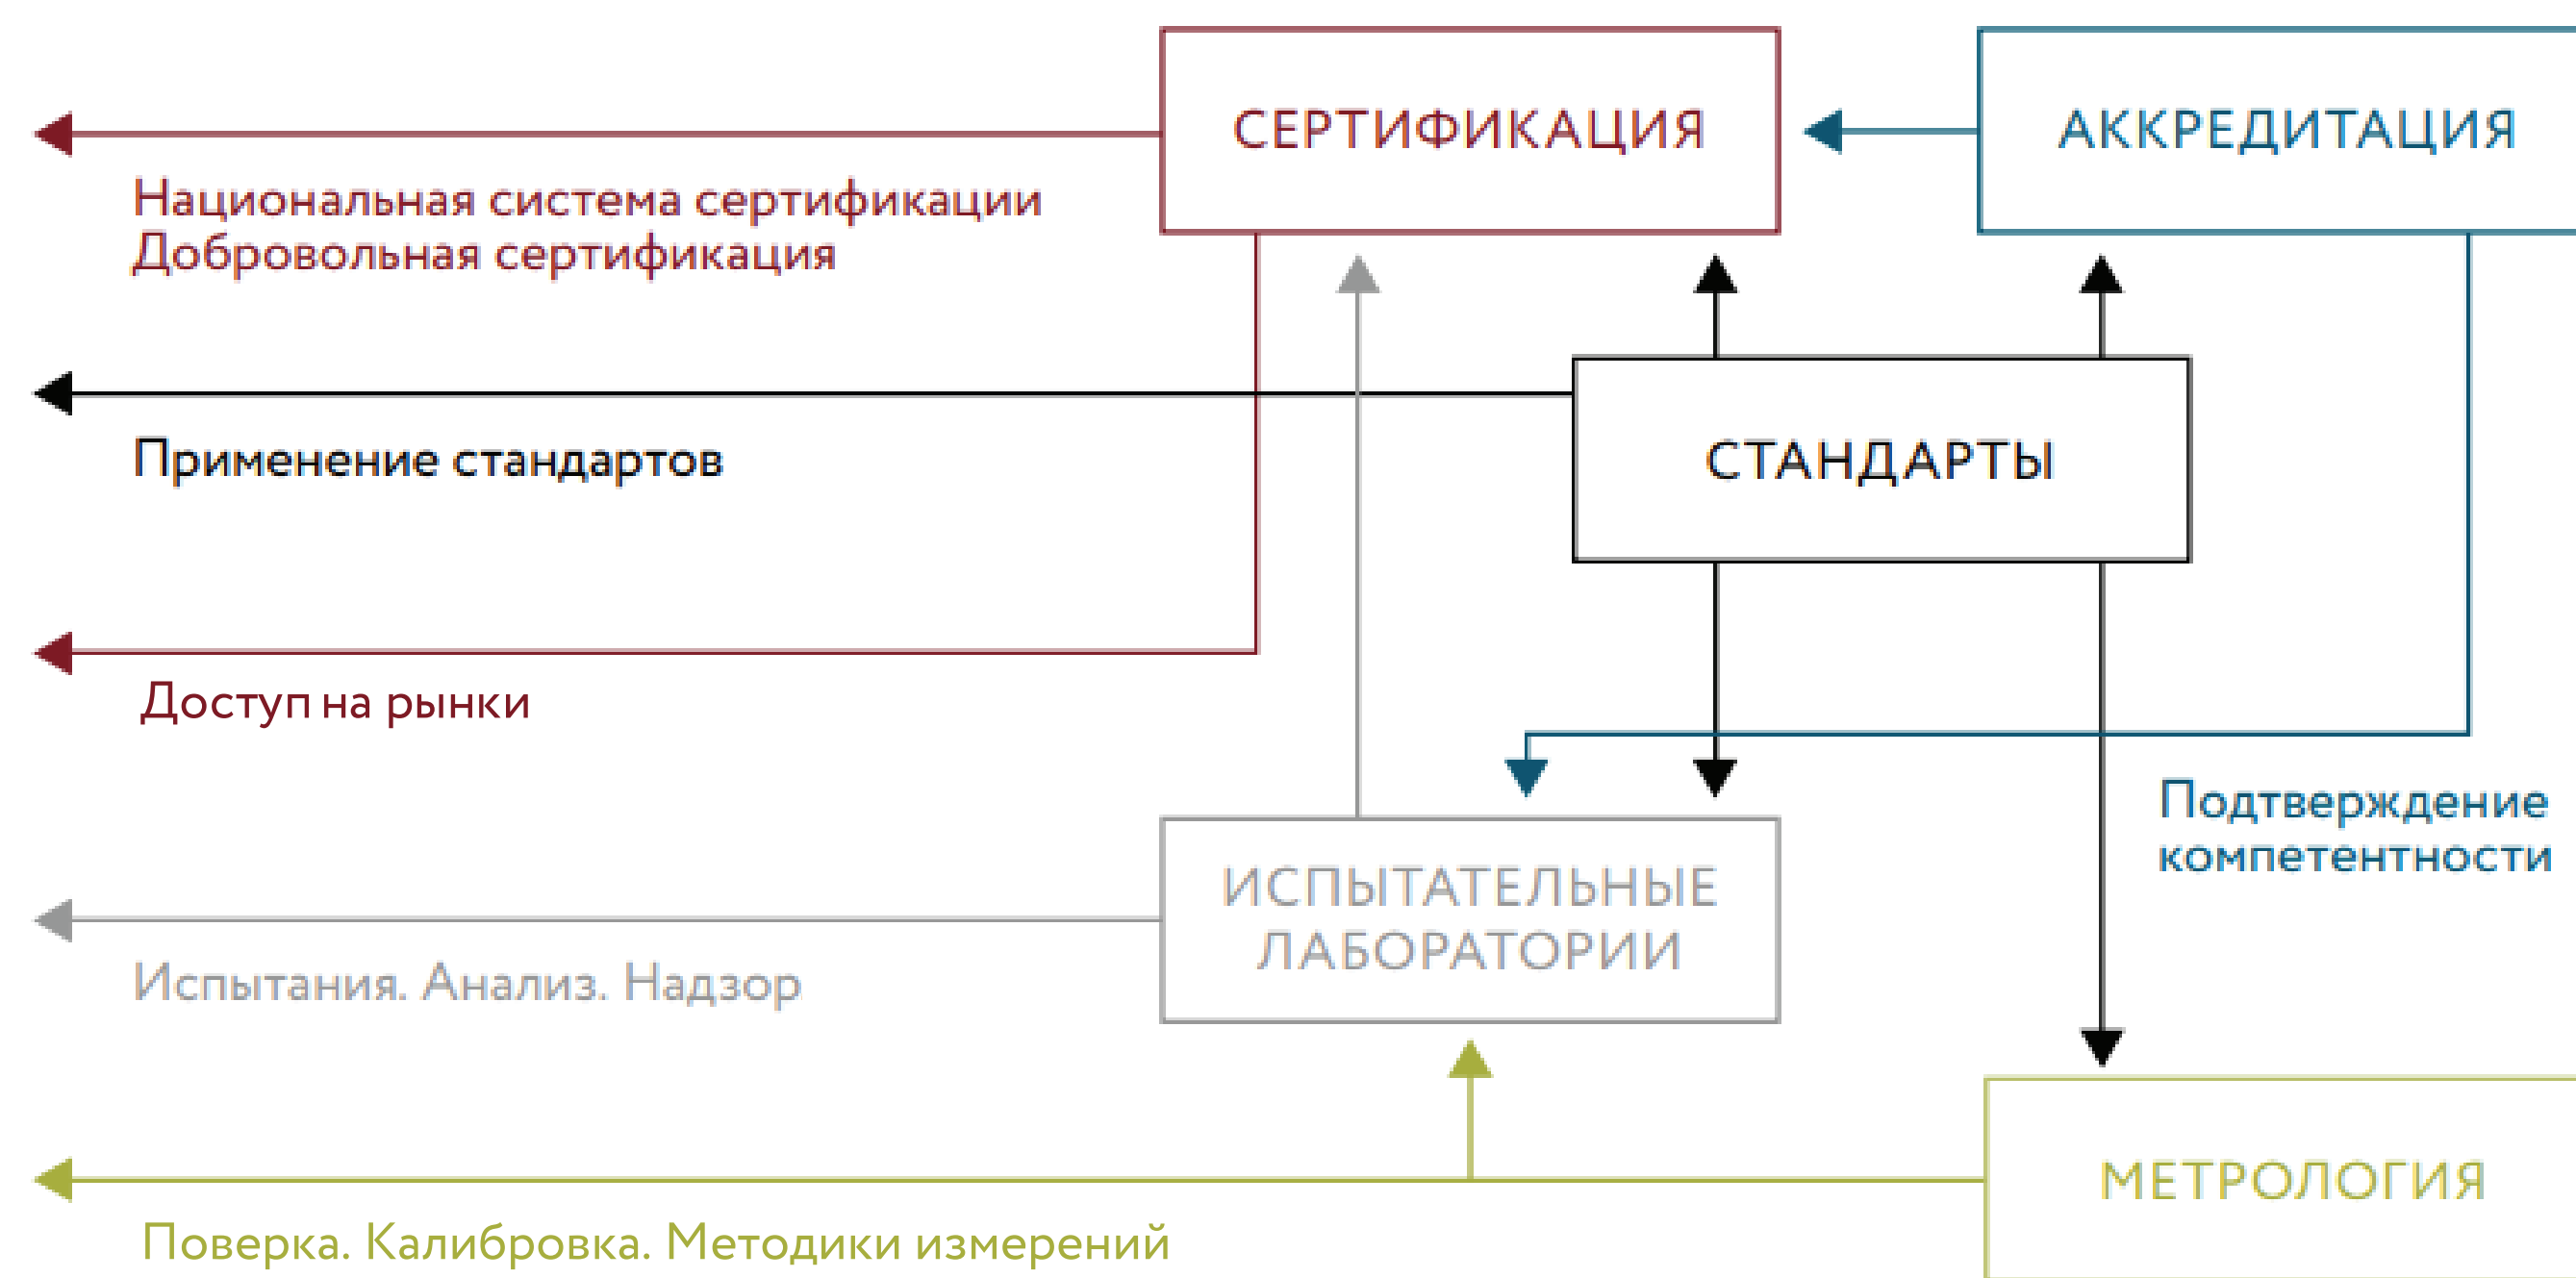 СЕРТИФИКАЦИЯ
АККРЕДИТАЦИЯ
Национальная система сертификации
Добровольная сертификация
Применение стандартов
СТАНДАРТЫ
Доступ на рынки
Подтверждение
компетентности
ИСПЫТАТЕЛЬНЫЕ
ЛАБОРАТОРИИ
Испытания. Анализ. Надзор
МЕТРОЛОГИЯ
Поверка. Калибровка. Методики измерений